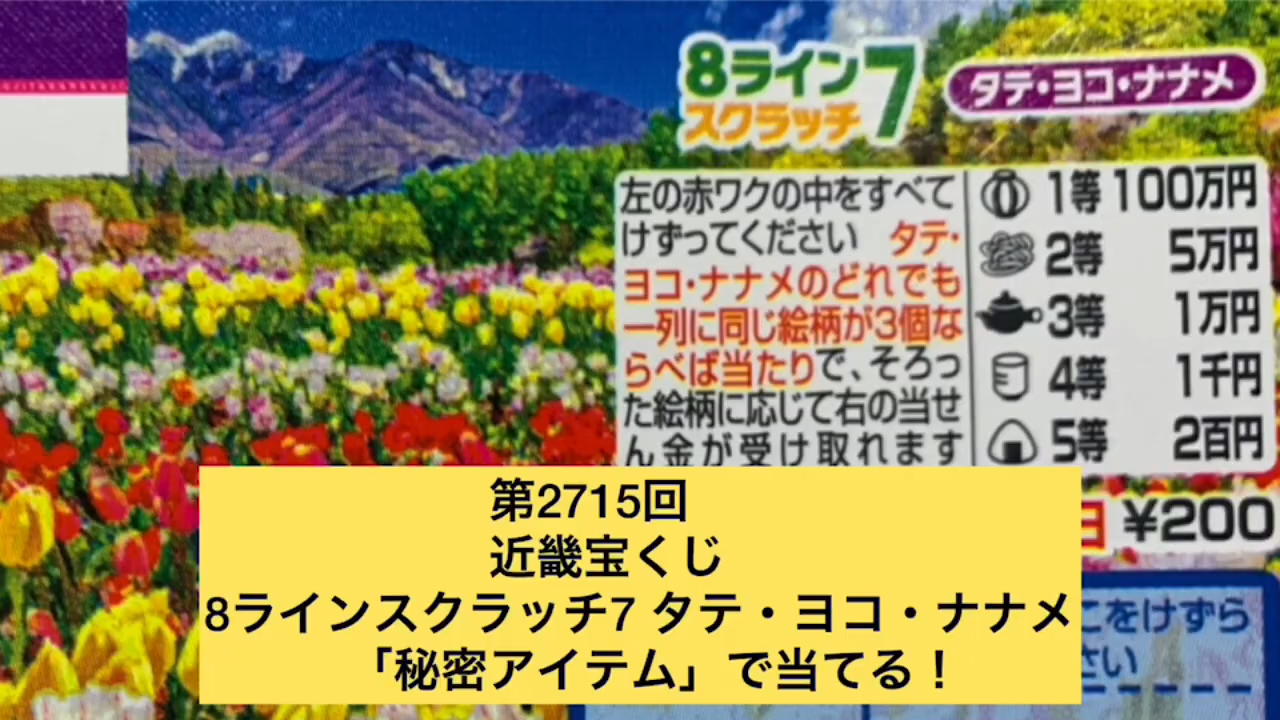 8ライン
スクラッチ7
タテ・ヨコ・ナナメ
左の赤ワクの中をすべて
けずってください タテ・
ヨコ・ナナメのどれでも
一列に同じ絵柄が3個な
らべば当たりで、そろっ
た絵柄に応じて右の当せ
ん金が受け取れます
1等 100万円
2等 5万円
3等 1万円
4等 1千円
5等 2百円
日 ¥200
こをけずら
さい
第2715回
近畿宝くじ
8ラインスクラッチ7 タテ・ヨコ・ナナメ
「秘密アイテム」で当てる！